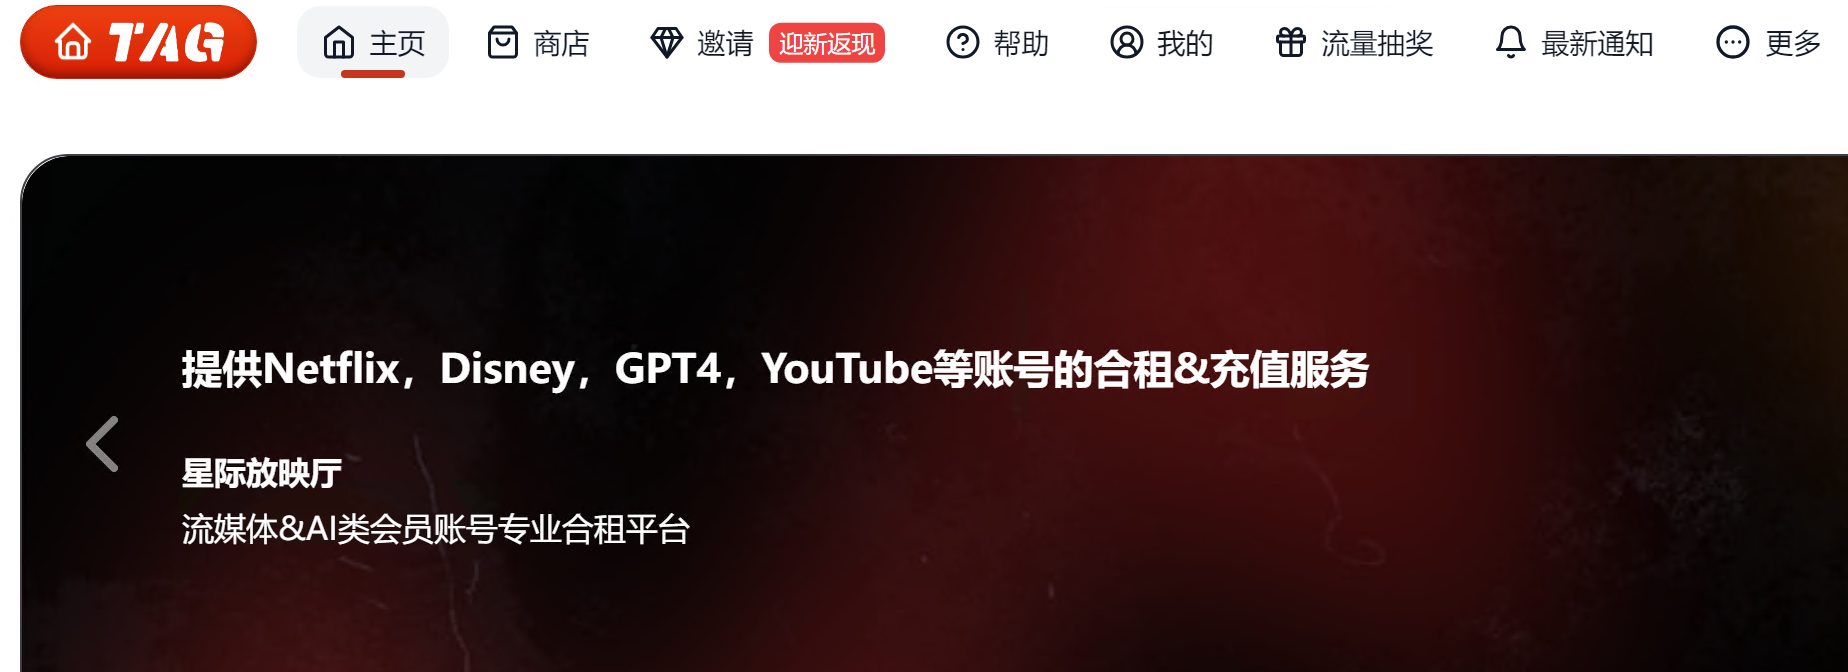 TAG 主页 商店 邀请 迎新返现 帮助 我的 流量抽奖 最新通知 更多
提供Netflix，Disney，GPT4，YouTube等账号的合租&充值服务
星际放映厅
流媒体&AI类会员账号专业合租平台